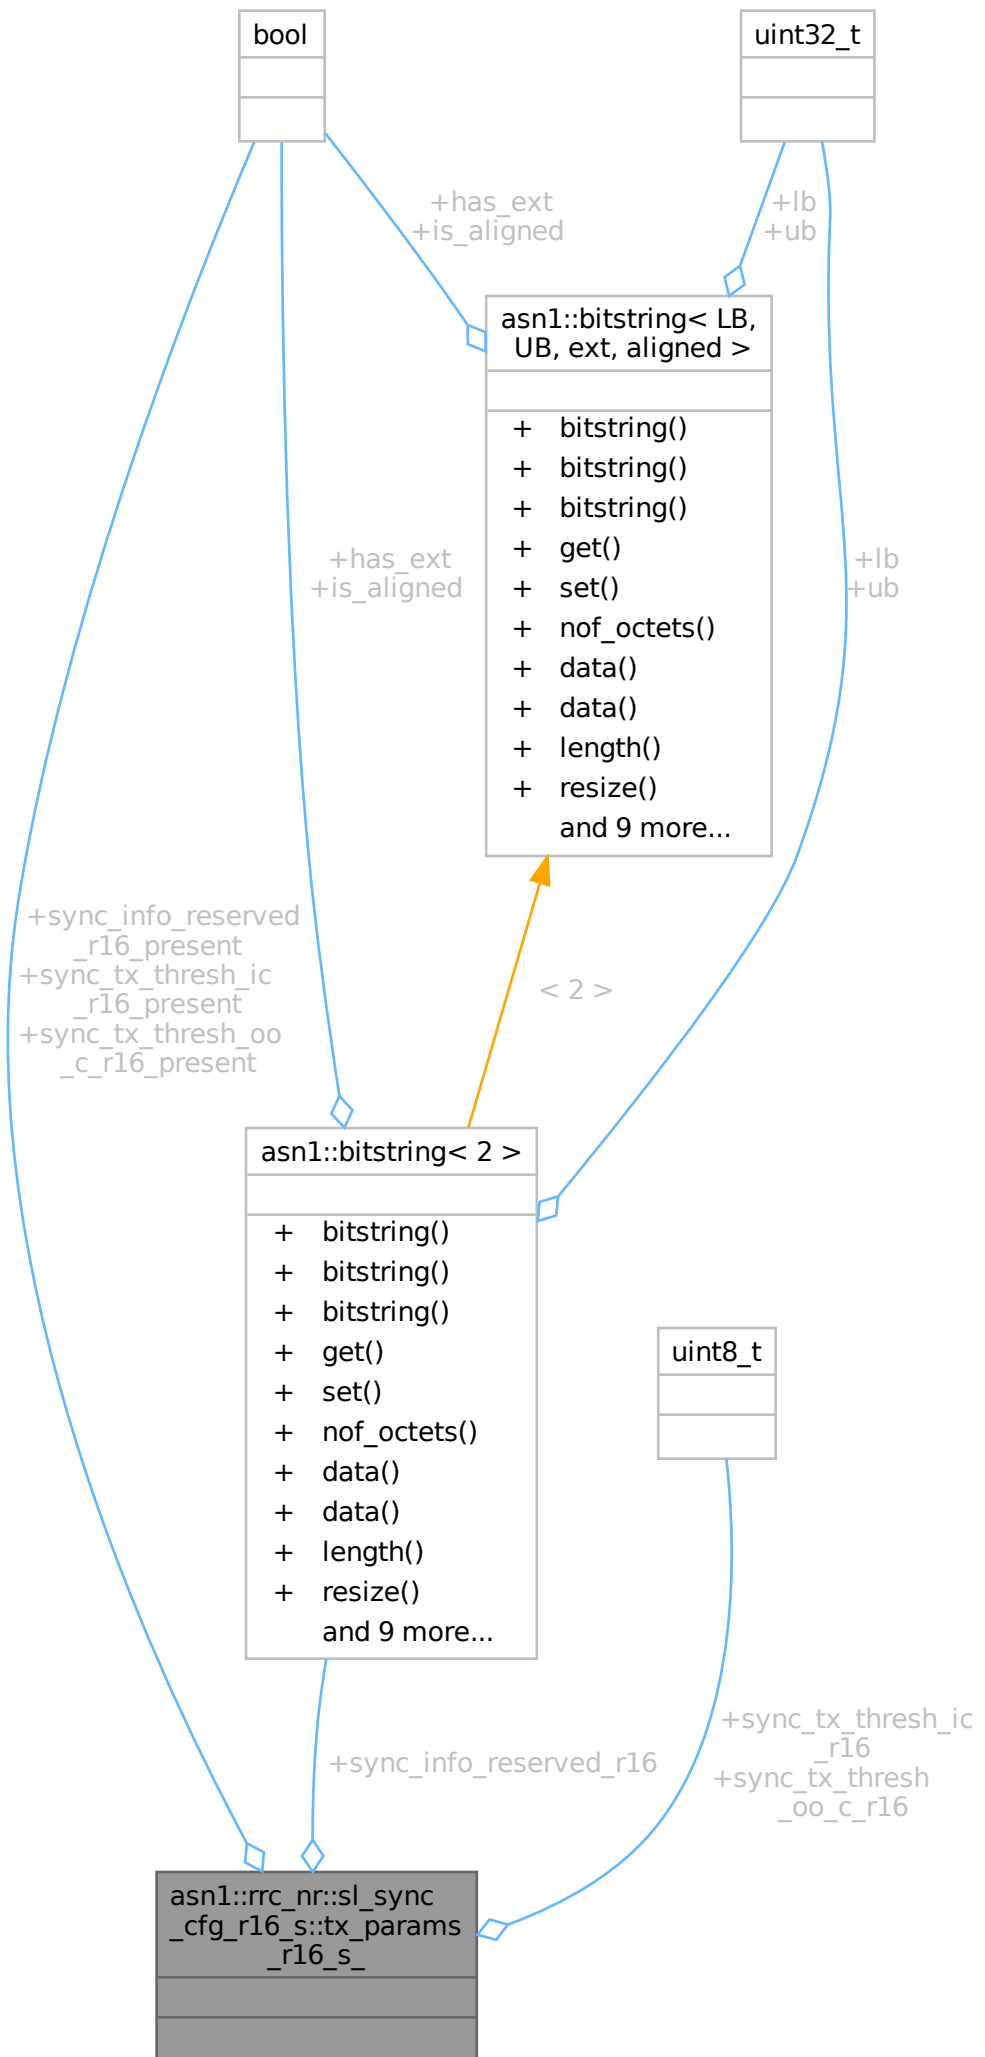 bool
uint32_t
+has_ext
+is_aligned
+lb
+ub
asn1::bitstring< LB,
UB, ext, aligned >
+ bitstring()
+ bitstring()
+ bitstring()
+ get()
+ set()
+ nof_octets()
+ data()
+ data()
+ length()
+ resize()
and 9 more...
+has_ext
+is_aligned
+lb
+ub
+sync_info_reserved
_r16_present
+sync_tx_thresh_ic
_r16_present
+sync_tx_thresh_oo
_c_r16_present
< 2 >
asn1::bitstring< 2 >
+ bitstring()
+ bitstring()
+ bitstring()
+ get()
+ set()
+ nof_octets()
+ data()
+ data()
+ length()
+ resize()
and 9 more...
uint8_t
+sync_info_reserved_r16
+sync_tx_thresh_ic
_r16
+sync_tx_thresh
_oo_c_r16
asn1::rrc_nr::sl_sync
_cfg_r16_s::tx_params
_r16_s_